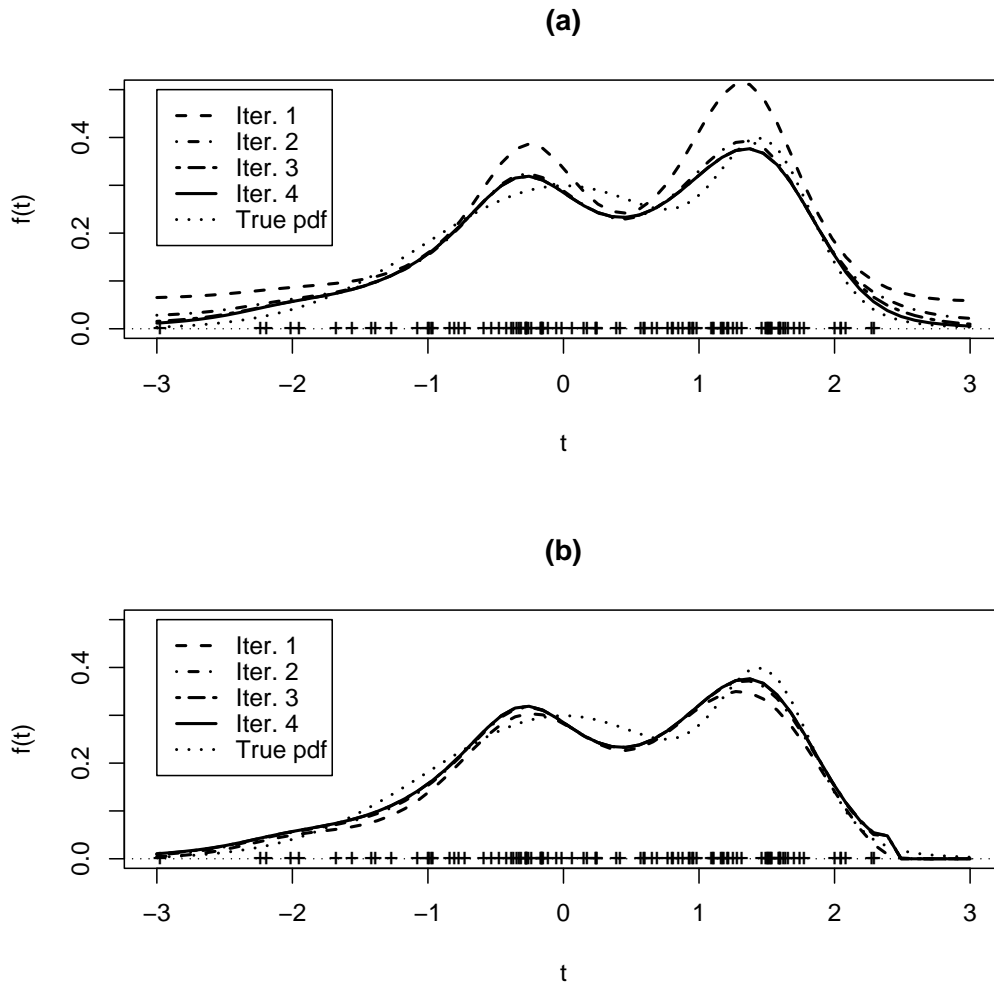 (a)
f(t)
0.4
0.2
0.0
Iter. 1
Iter. 2
Iter. 3
Iter. 4
True pdf
−3 −2 −1 0 1 2 3
t
(b)
f(t)
0.4
0.2
0.0
Iter. 1
Iter. 2
Iter. 3
Iter. 4
True pdf
−3 −2 −1 0 1 2 3
t